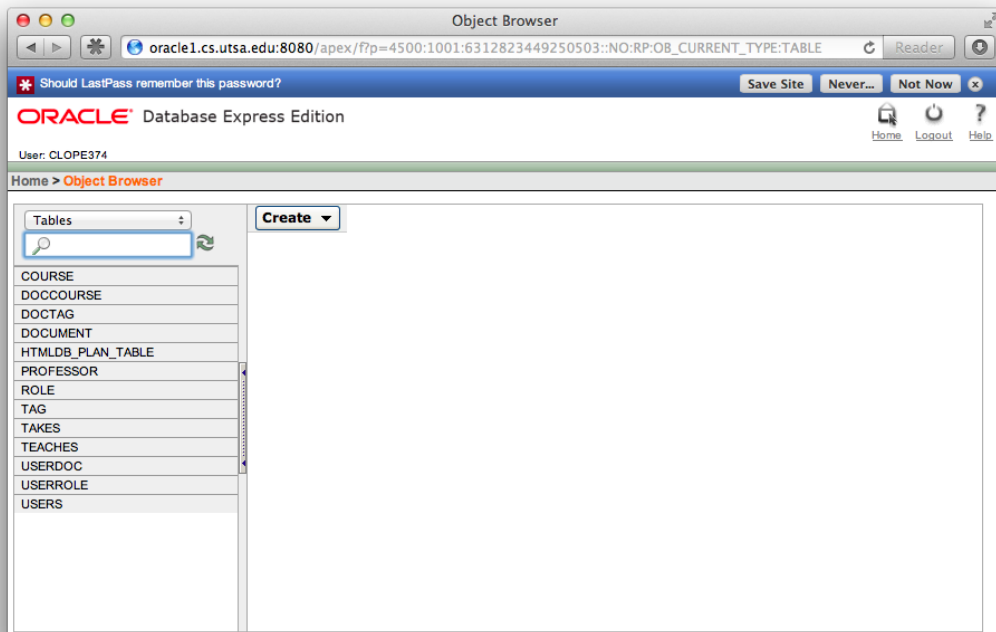 Object Browser
oracle1.cs.utsa.edu:8080/apex/f?p=4500:1001:6312823449250503::NO:RP:OB_CURRENT_TYPE:TABLE Reader
Should LastPass remember this password? Save Site Never... Not Now
ORACLE® Database Express Edition
Home Logout Help
User: CLOPE374
Home > Object Browser
Tables Create
COURSE
DOCCOURSE
DOCTAG
DOCUMENT
HTMLDB_PLAN_TABLE
PROFESSOR
ROLE
TAG
TAKES
TEACHES
USERDOC
USERROLE
USERS